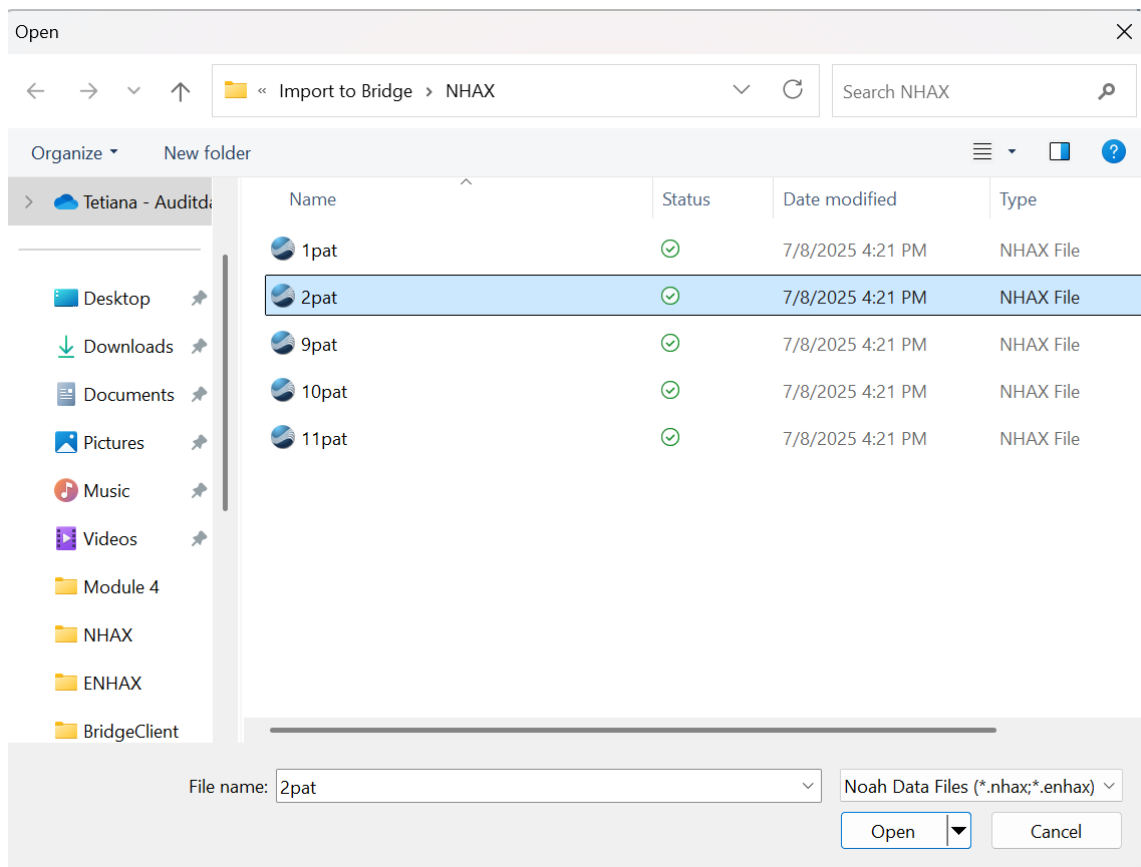 Open
« Import to Bridge › NHAX
Search NHAX
Organize
New folder
?
Tetiana - Auditda
Desktop
Downloads
Documents
Pictures
Music
Videos
Module 4
NHAX
ENHAX
BridgeClient
Name Status Date modified Type
1pat 7/8/2025 4:21 PM NHAX File
2pat 7/8/2025 4:21 PM NHAX File
9pat 7/8/2025 4:21 PM NHAX File
10pat 7/8/2025 4:21 PM NHAX File
11pat 7/8/2025 4:21 PM NHAX File
File name: 2pat
Noah Data Files (*.nhax;*.enhax)
Open
Cancel